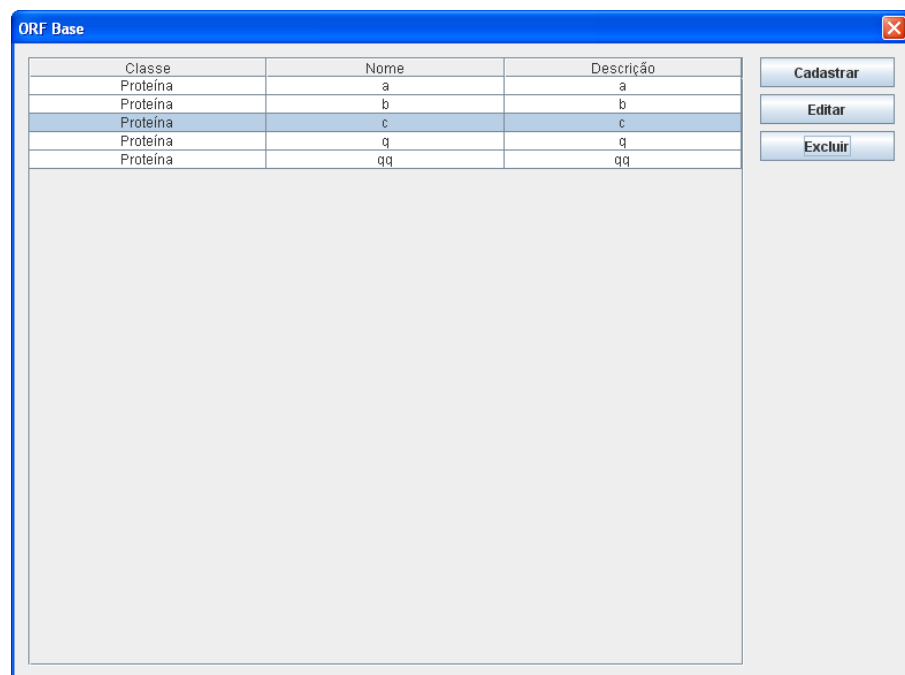 ORF Base
Classe Nome Descrição
Proteína a a
Proteína b b
Proteína c c
Proteína q q
Proteína qq qq
Cadastrar
Editar
Excluir